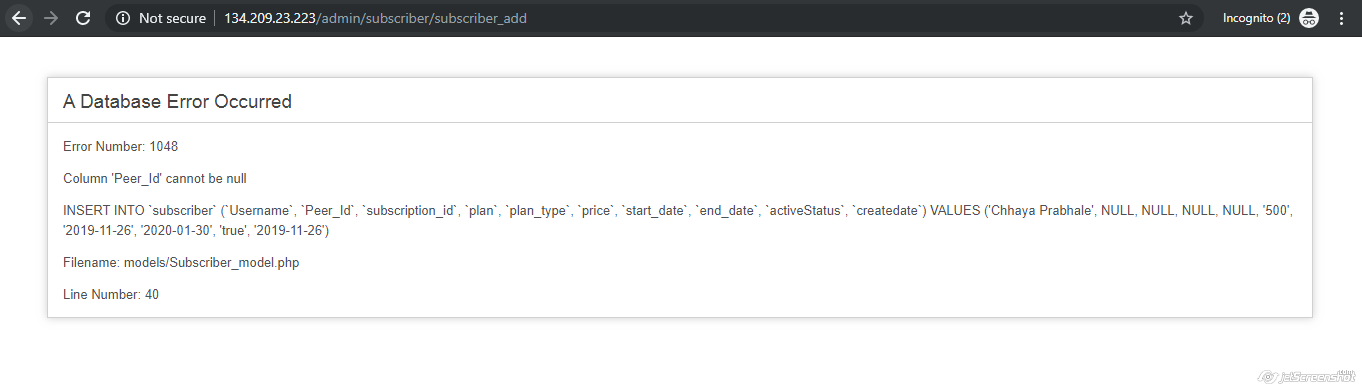 Not secure | 134.209.23.223/admin/subscriber/subscriber_add
Incognito (2)
A Database Error Occurred
Error Number: 1048
Column 'Peer_Id' cannot be null
INSERT INTO `subscriber` (`Username`, `Peer_Id`, `subscription_id`, `plan`, `plan_type`, `price`, `start_date`, `end_date`, `activeStatus`, `createdate`) VALUES ('Chhaya Prabhale', NULL, NULL, NULL, NULL, '500',
'2019-11-26', '2020-01-30', 'true', '2019-11-26')
Filename: models/Subscriber_model.php
Line Number: 40
jetScreenshot